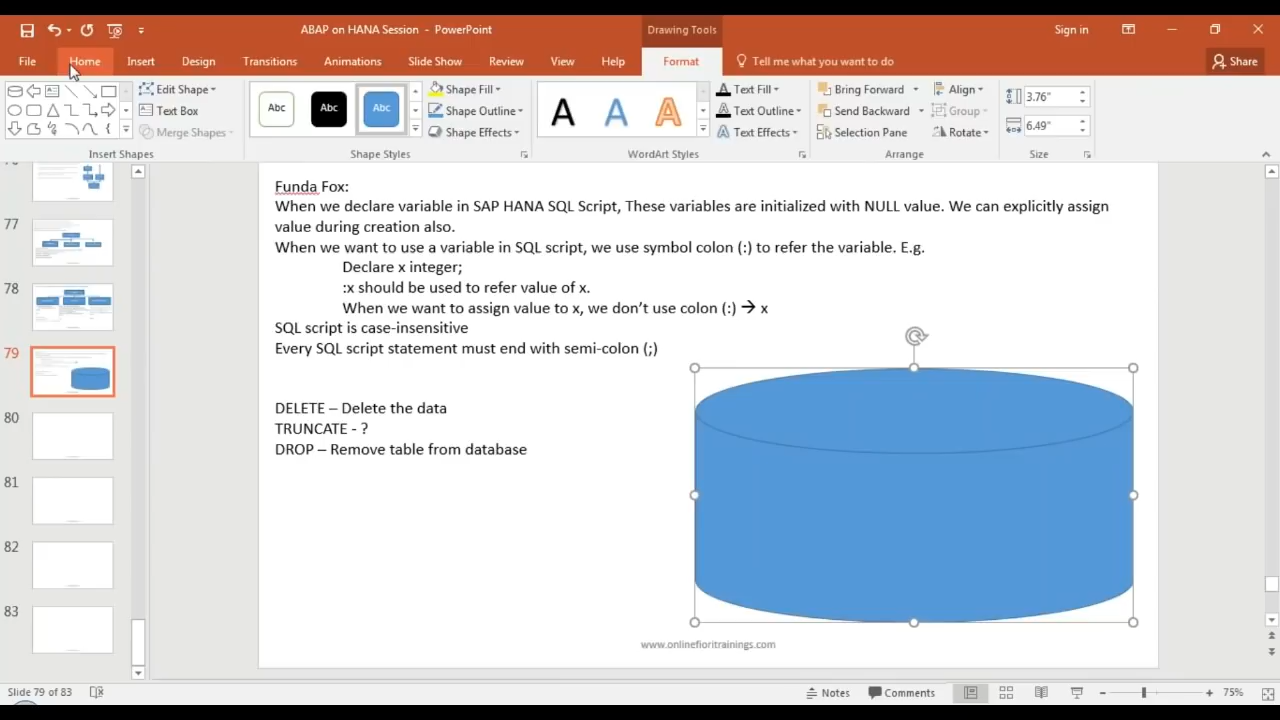 ABAP on HANA Session - PowerPoint
Drawing Tools
Sign in
File
Home
Insert
Design
Transitions
Animations
Slide Show
Review
View
Help
Format
Tell me what you want to do
Share
Edit Shape
Text Box
Merge Shapes
Insert Shapes
Abc
Abc
Abc
Shape Fill
Shape Outline
Shape Effects
Shape Styles
A
A
A
Text Fill
Text Outline
Text Effects
WordArt Styles
Bring Forward
Send Backward
Selection Pane
Align
Group
Rotate
Arrange
3.76"
6.49"
Size
77
78
79
80
81
82
83
Funda Fox:
When we declare variable in SAP HANA SQL Script, These variables are initialized with NULL value. We can explicitly assign
value during creation also.
When we want to use a variable in SQL script, we use symbol colon (:) to refer the variable. E.g.
Declare x integer;
:x should be used to refer value of x.
When we want to assign value to x, we don’t use colon (:) → x
SQL script is case-insensitive
Every SQL script statement must end with semi-colon (;)
DELETE – Delete the data
TRUNCATE - ?
DROP – Remove table from database
www.onlinefioritrainings.com
Slide 79 of 83
Notes
Comments
75%